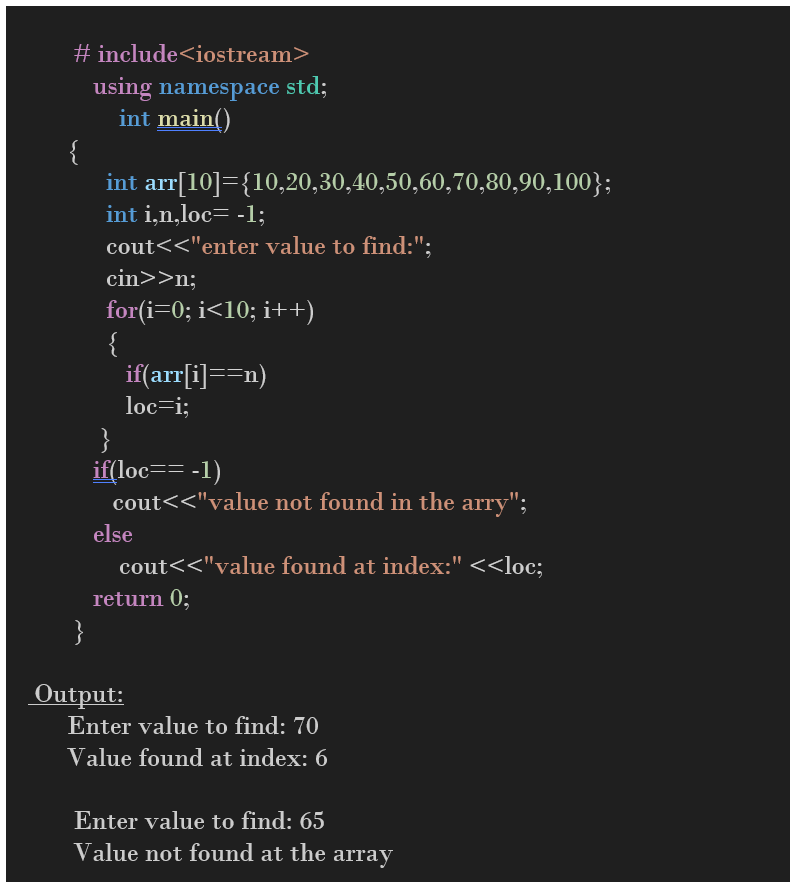 # include<iostream>
using namespace std;
int main()
{
int arr[10]={10,20,30,40,50,60,70,80,90,100};
int i,n,loc= -1;
cout<<"enter value to find:";
cin>>n;
for(i=0; i<10; i++)
{
if(arr[i]==n)
loc=i;
}
if(loc== -1)
cout<<"value not found in the arry";
else
cout<<"value found at index:" <<loc;
return 0;
}
Output:
Enter value to find: 70
Value found at index: 6
Enter value to find: 65
Value not found at the array